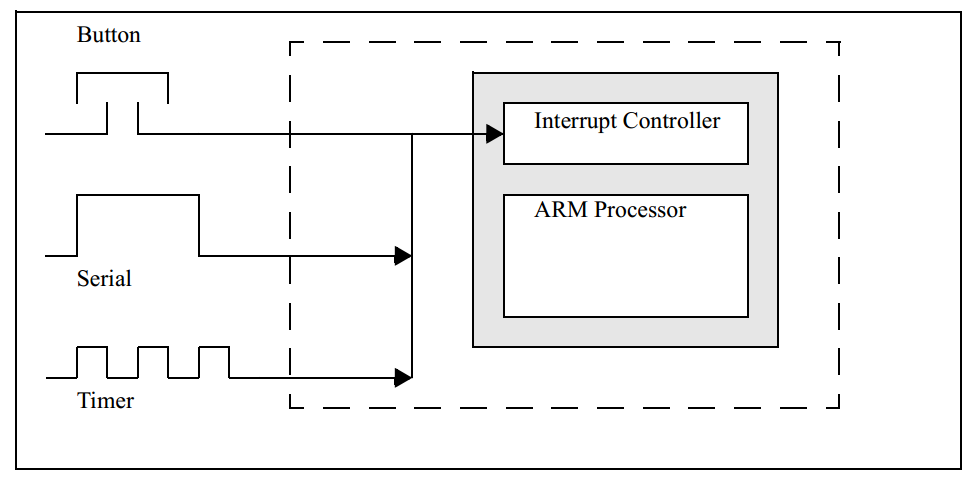 Button
Interrupt Controller
ARM Processor
Serial
Timer